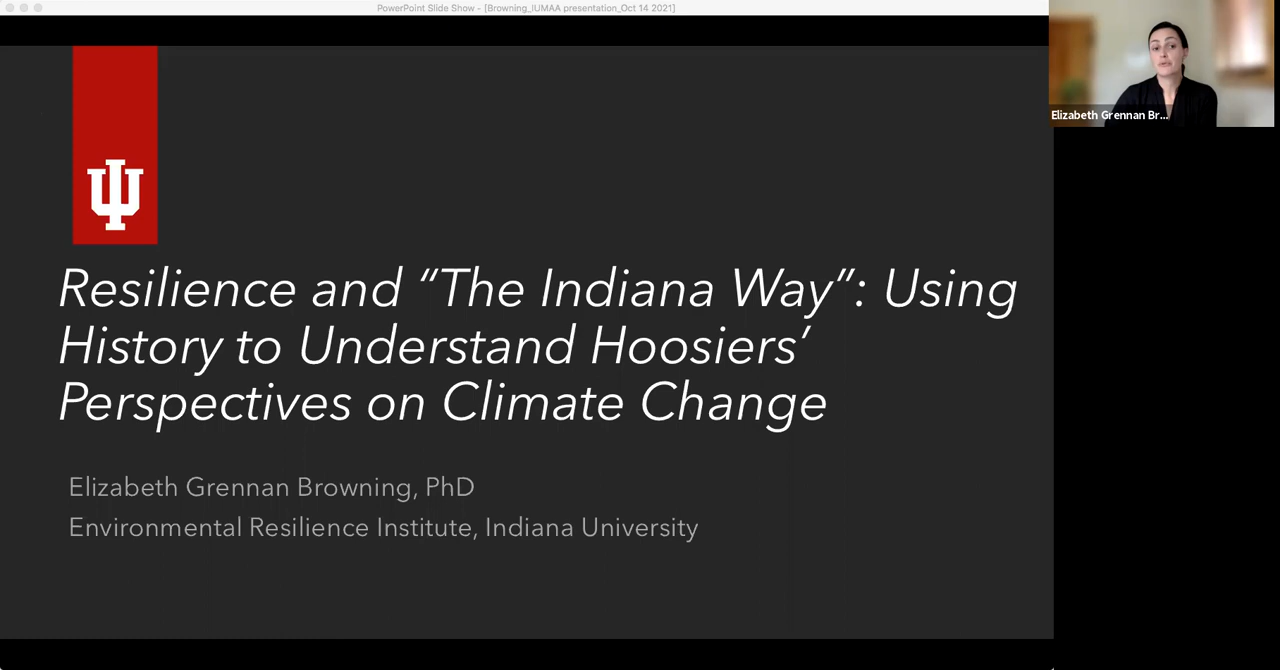 PowerPoint Slide Show - [Browning_IUMAA presentation_Oct 14 2021]
Elizabeth Grennan Br...
Resilience and “The Indiana Way”: Using
History to Understand Hoosiers’
Perspectives on Climate Change
Elizabeth Grennan Browning, PhD
Environmental Resilience Institute, Indiana University